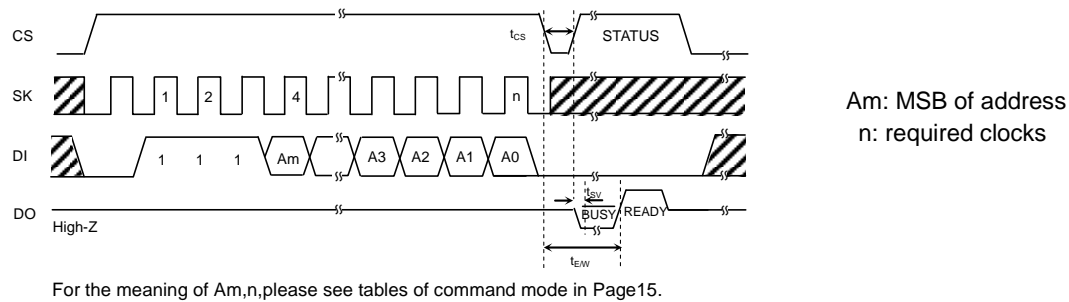 CS
tCS
STATUS
SK
1 2 4 n
Am: MSB of address
n: required clocks
DI
1 1 1 Am A3 A2 A1 A0
DO
High-Z
tSV
BUSY READY
tE/W
For the meaning of Am,n,please see tables of command mode in Page15.